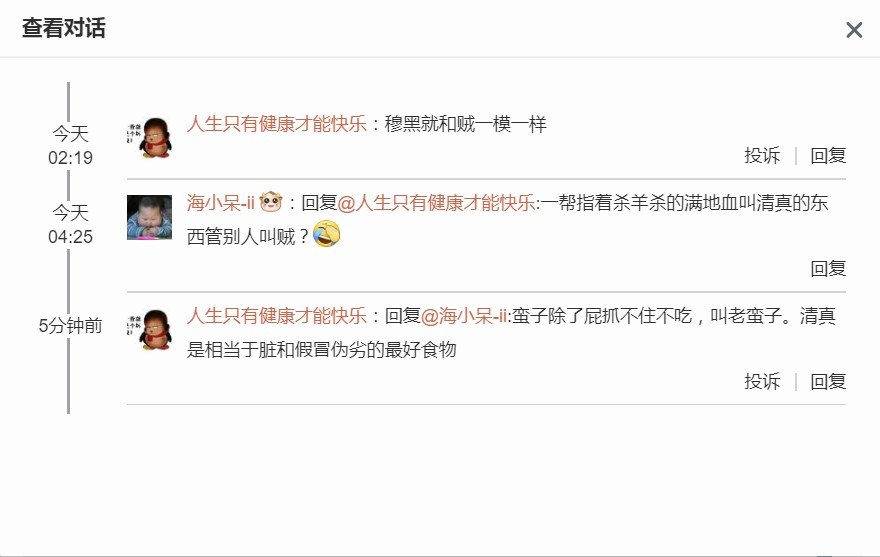 查看对话
今天
02:19
人生只有健康才能快乐：穆黑就和贼一模一样
投诉 | 回复
今天
04:25
海小呆-ii：回复@人生只有健康才能快乐:一帮指着杀羊杀的满地血叫清真的东
西管别人叫贼？
回复
5分钟前
人生只有健康才能快乐：回复@海小呆-ii:蛮子除了屁抓不住不吃，叫老蛮子。清真
是相当于脏和假冒伪劣的最好食物
投诉 | 回复